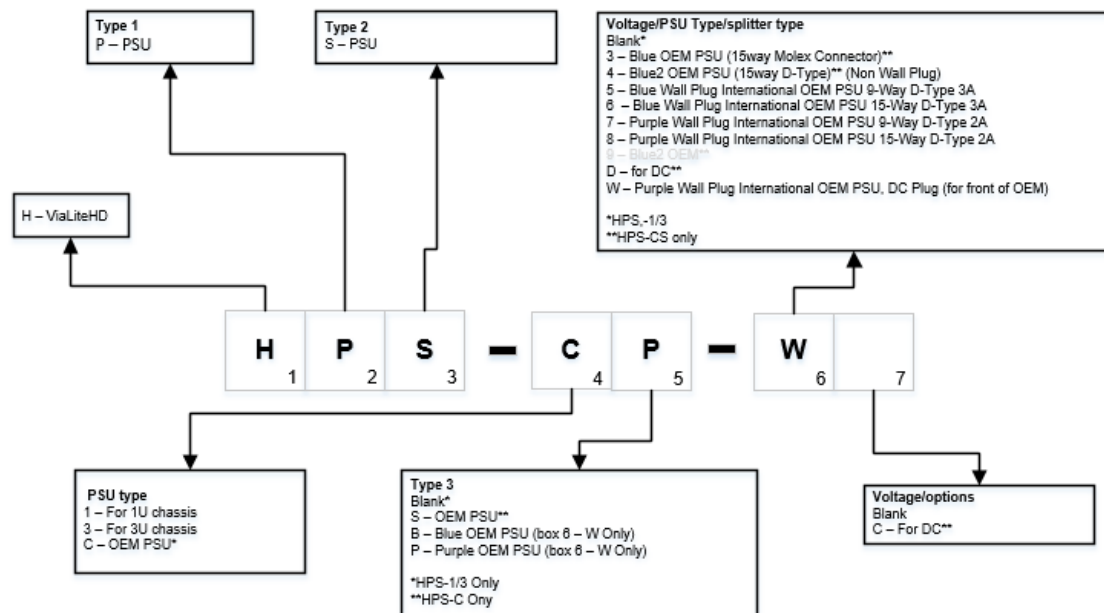 Type 1
P – PSU
Type 2
S – PSU
Voltage/PSU Type/splitter type
Blank*
3 – Blue OEM PSU (15way Molex Connector)**
4 – Blue2 OEM PSU (15way D-Type)** (Non Wall Plug)
5 – Blue Wall Plug International OEM PSU 9-Way D-Type 3A
6 – Blue Wall Plug International OEM PSU 15-Way D-Type 3A
7 – Purple Wall Plug International OEM PSU 9-Way D-Type 2A
8 – Purple Wall Plug International OEM PSU 15-Way D-Type 2A
9 – Blue2 OEM**
D – for DC**
W – Purple Wall Plug International OEM PSU, DC Plug (for front of OEM)
*HPS,-1/3
**HPS-CS only
H – ViaLiteHD
H P S – C P – W
1 2 3 4 5 6 7
PSU type
1 – For 1U chassis
3 – For 3U chassis
C – OEM PSU*
Type 3
Blank*
S – OEM PSU**
B – Blue OEM PSU (box 6 – W Only)
P – Purple OEM PSU (box 6 – W Only)
*HPS-1/3 Only
**HPS-C Ony
Voltage/options
Blank
C – For DC**